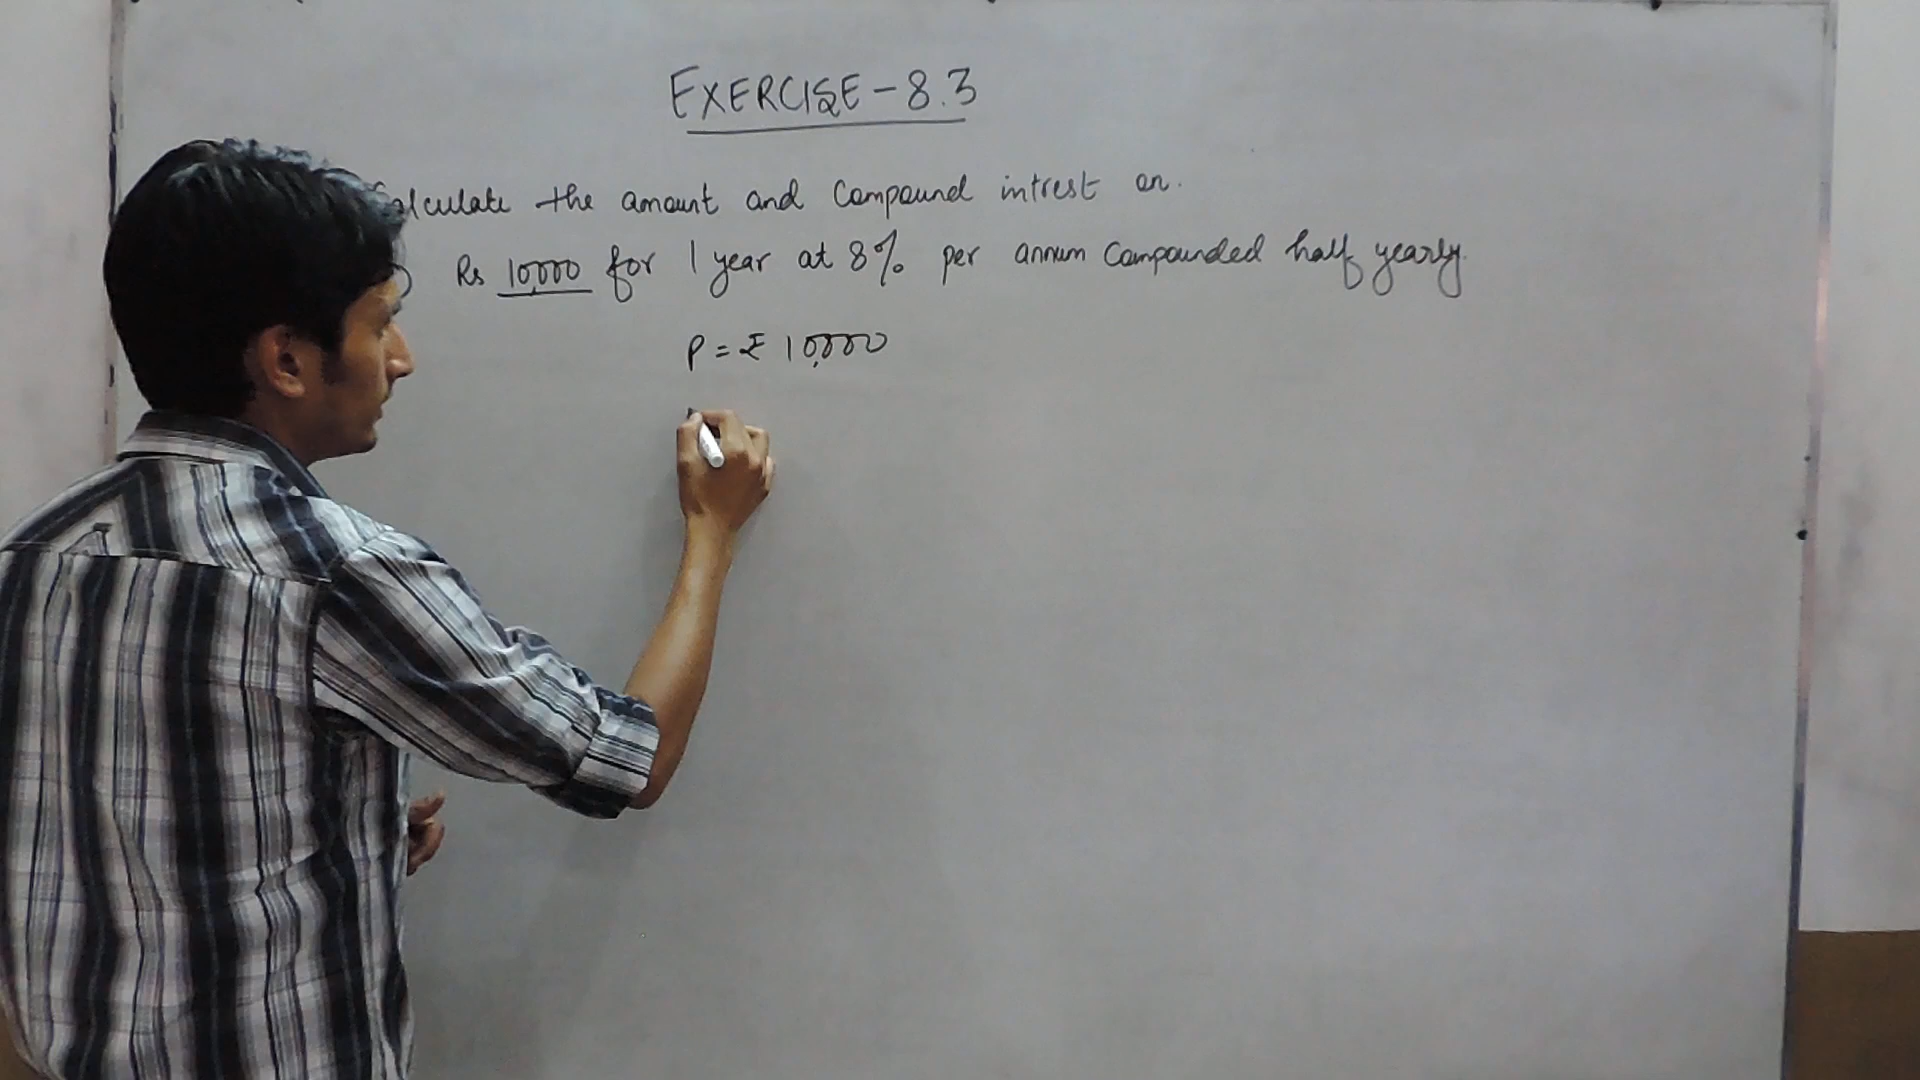 EXERCISE-8.3
Calculate the amount and Compound intrest on.
) Rs 10,000 for 1 year at 8% per annum Compounded half yearly.
P = ₹ 10,000